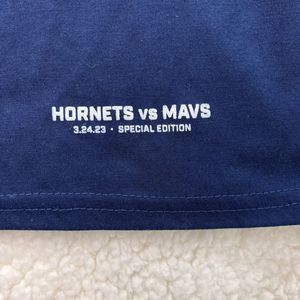 HORNETS vs MAVS
3.24.23 • SPECIAL EDITION